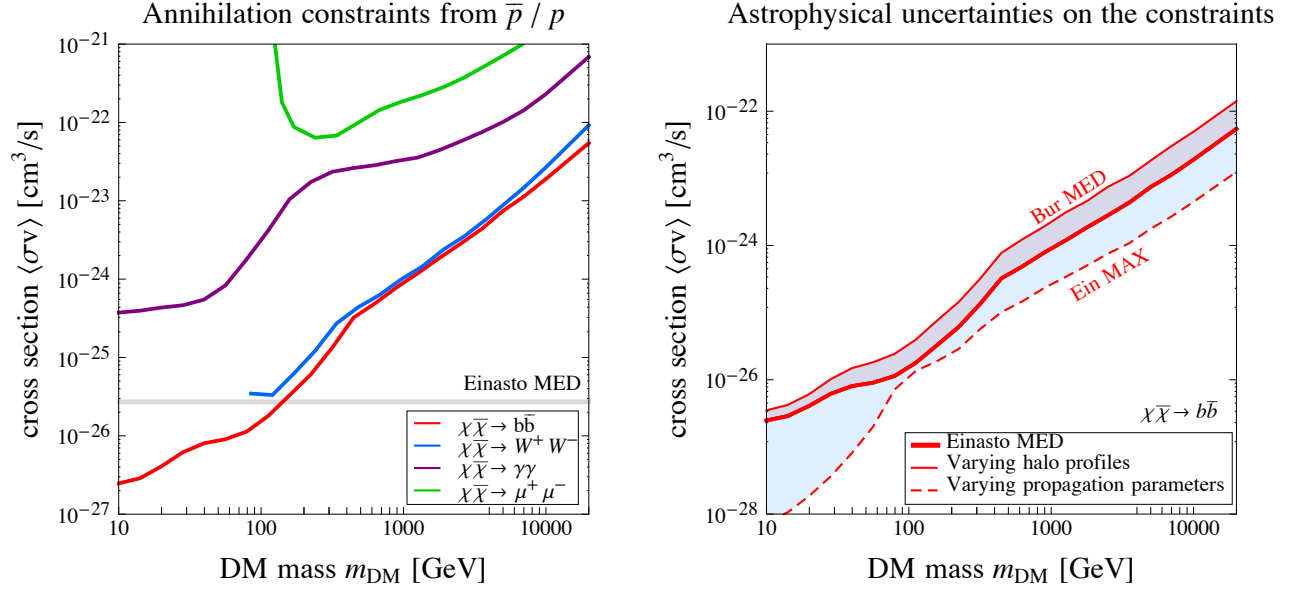 Annihilation constraints from p̅ / p
10⁻²¹
10⁻²²
10⁻²³
10⁻²⁴
10⁻²⁵
10⁻²⁶
10⁻²⁷
cross section ⟨σv⟩ [cm³/s]
Einasto MED
χχ̅→ bb̅
χχ̅→ W⁺ W⁻
χχ̅→ γγ
χχ̅→ μ⁺ μ⁻
10 100 1000 10000
DM mass m_DM [GeV]
Astrophysical uncertainties on the constraints
10⁻²²
10⁻²⁴
10⁻²⁶
10⁻²⁸
cross section ⟨σv⟩ [cm³/s]
Bur MED
Ein MAX
χχ̅→ bb̅
Einasto MED
Varying halo profiles
Varying propagation parameters
10 100 1000 10000
DM mass m_DM [GeV]